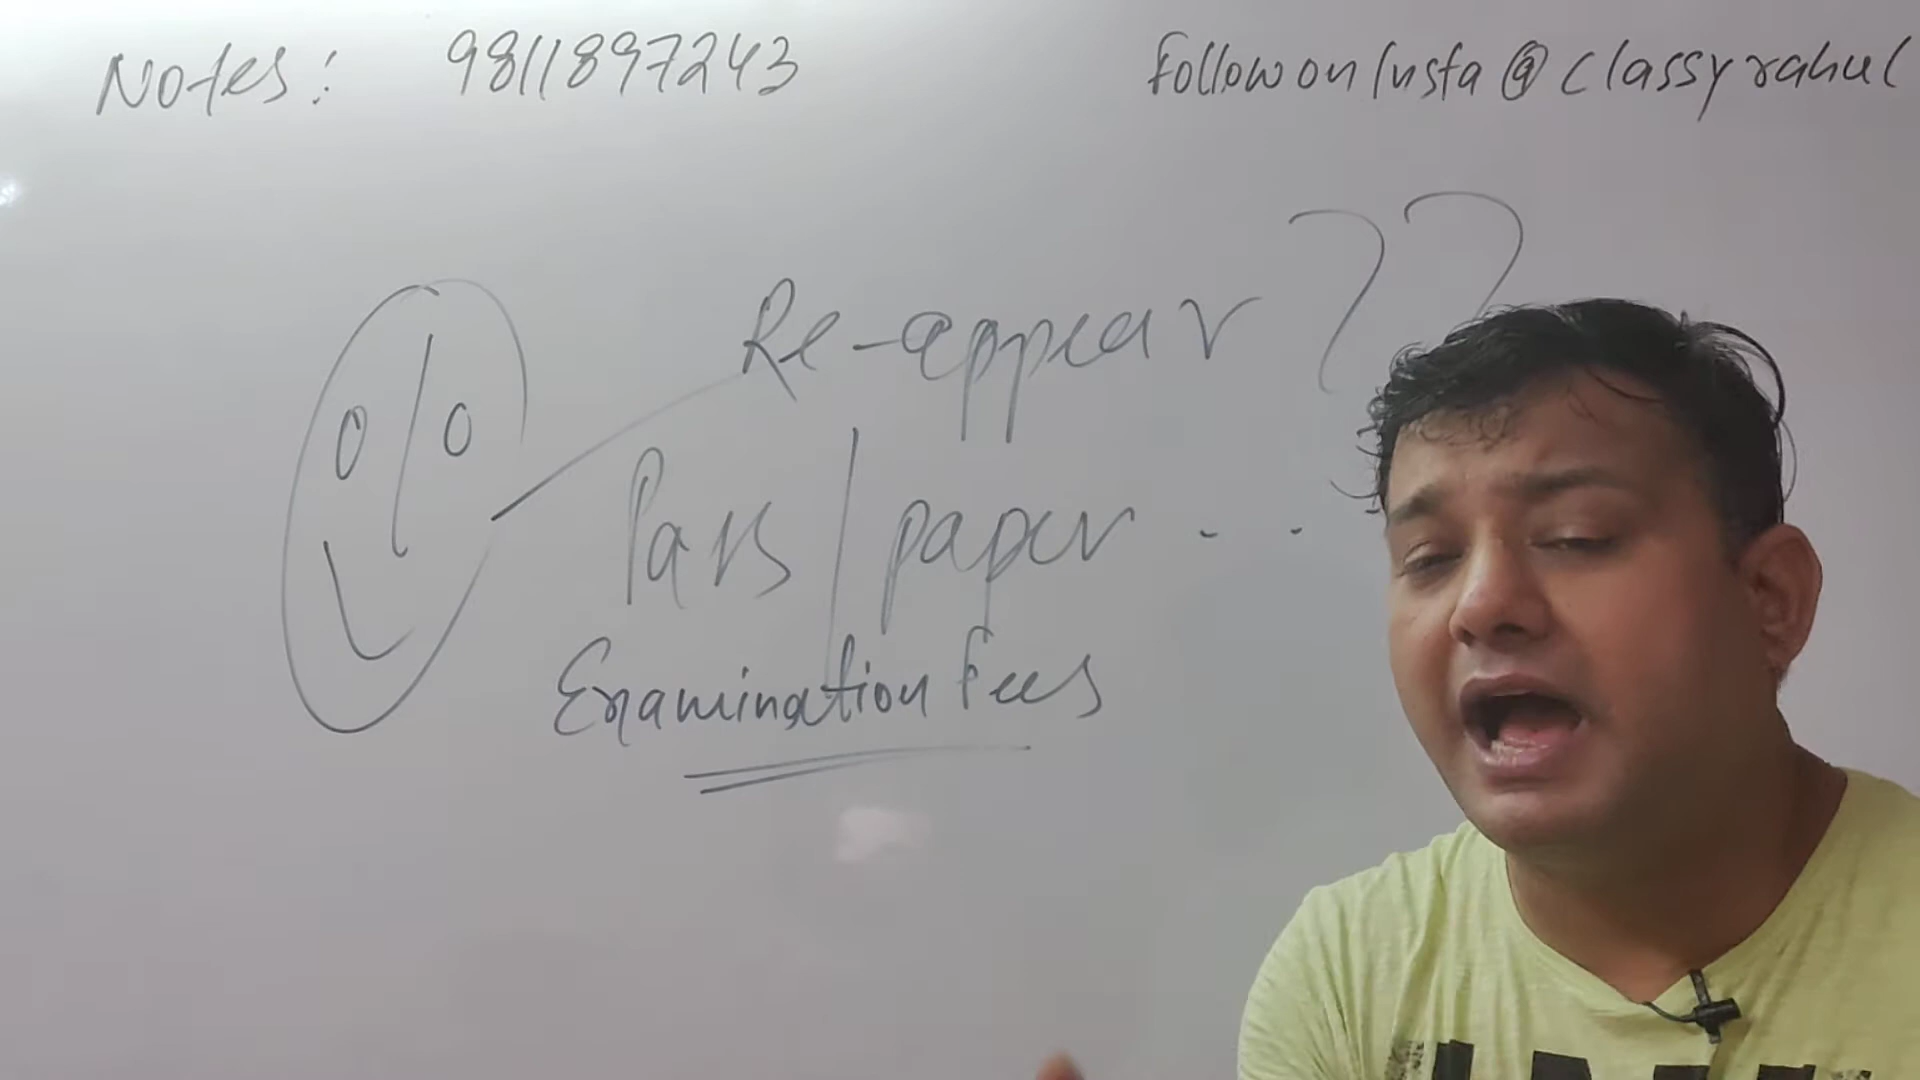 Notes: 9811897243
Follow on Insta @ classyrahul
Re-appear ??
Pass / paper ..
Examination Fees